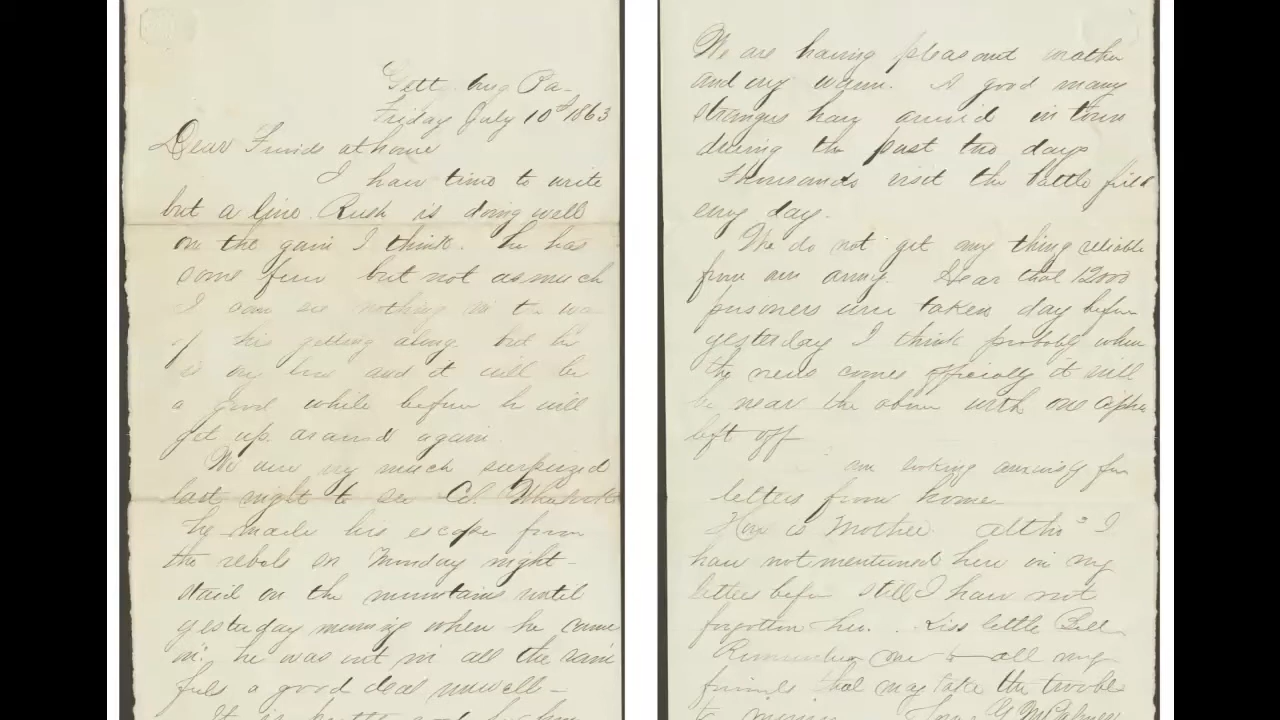 Gett burg Pa-
Friday July 10th 1863
Dear Friends at home
I have time to write
but a line. Rush is doing well
on the gain I think. he has
some fever but not as much
I can see nothing in the way
of his getting along. but he
is very low and it will be
a good while before he will
get up around again.
We were very much surprized
last night to see Col.
he made his escape from
the rebels on Monday night-
staid on the mountains until
yesterday morning when he came
in. he was out in all the rain
feels a good deal unwell-
It is
We are having pleasant weather
and very warm. A good many
strangers have arrived in town
during the past two days
thousands visit the battle field
every day.
We do not get any thing reliable
from our army. Hear that 12000
prisoners were taken day before
yesterday I think probably when
the news comes officially it will
be near the above with one cipher
left off
am looking anxiously for
letters from home
How is Mother. altho I
have not mentioned her in my
letters before still I have not
forgotten her. Kiss little Bell
Remember me to all my
friends that may take the trouble
to